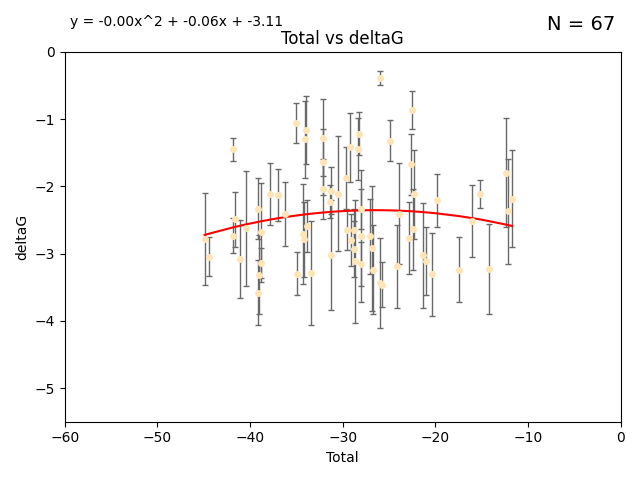 y = -0.00x^2 + -0.06x + -3.11
N = 67
Total vs deltaG
0
−1
−2
−3
−4
−5
deltaG
−60 −50 −40 −30 −20 −10 0
Total